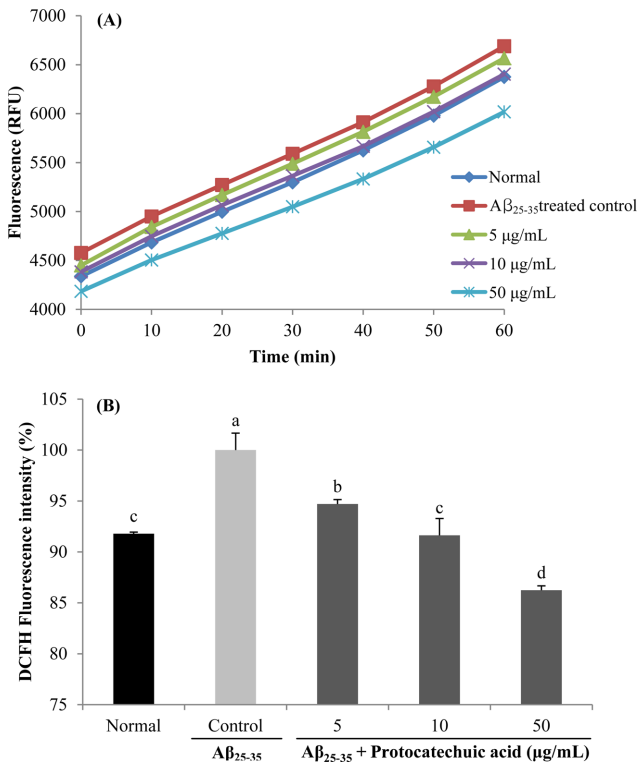 (A)
7000
6500
6000
5500
5000
4500
4000
Fluorescence (RFU)
0 10 20 30 40 50 60
Time (min)
Normal
Aβ25-35treated control
5 μg/mL
10 μg/mL
50 μg/mL
(B)
105
100
95
90
85
80
75
DCFH Fluorescence intensity (%)
c a b c d
Normal Control 5 10 50
Aβ25-35 Aβ25-35 + Protocatechuic acid (μg/mL)